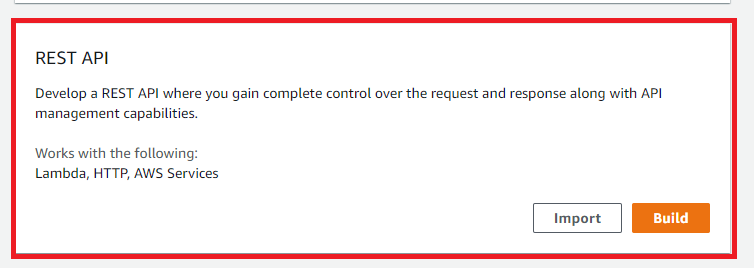 REST API
Develop a REST API where you gain complete control over the request and response along with API
management capabilities.
Works with the following:
Lambda, HTTP, AWS Services
Import
Build